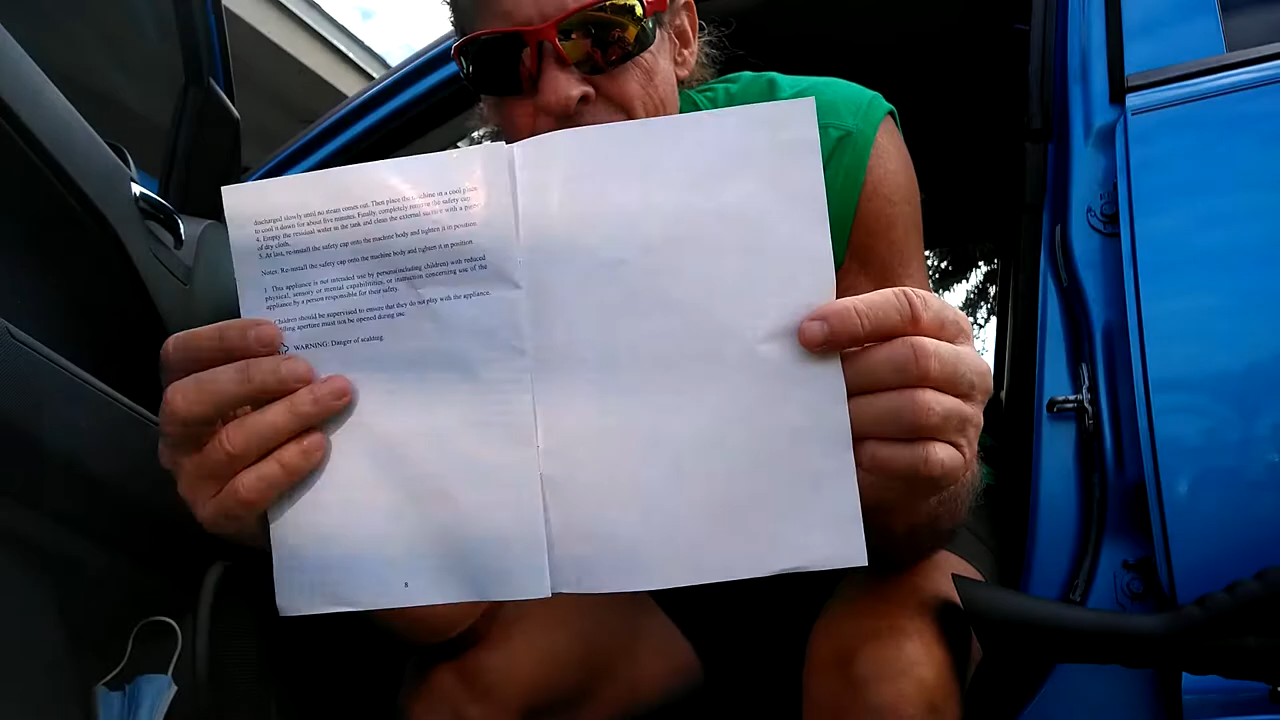 discharged slowly until no steam comes out. Then place the machine in a cool place
to cool it down for about five minutes. Finally, completely remove the safety cap.
4. Empty the residual water in the tank and clean the external surface with a piece
of dry cloth.
5. At last, re-install the safety cap onto the machine body and tighten it in position
Notes: Re-install the safety cap onto the machine body and tighten it in position.
1. This appliance is not intended use by persons(including children) with reduced
physical, sensory or mental capabilities, or instruction concerning use of the
appliance by a person responsible for their safety.
Children should be supervised to ensure that they do not play with the appliance.
filling aperture must not be opened during use.
WARNING: Danger of scalding.
8